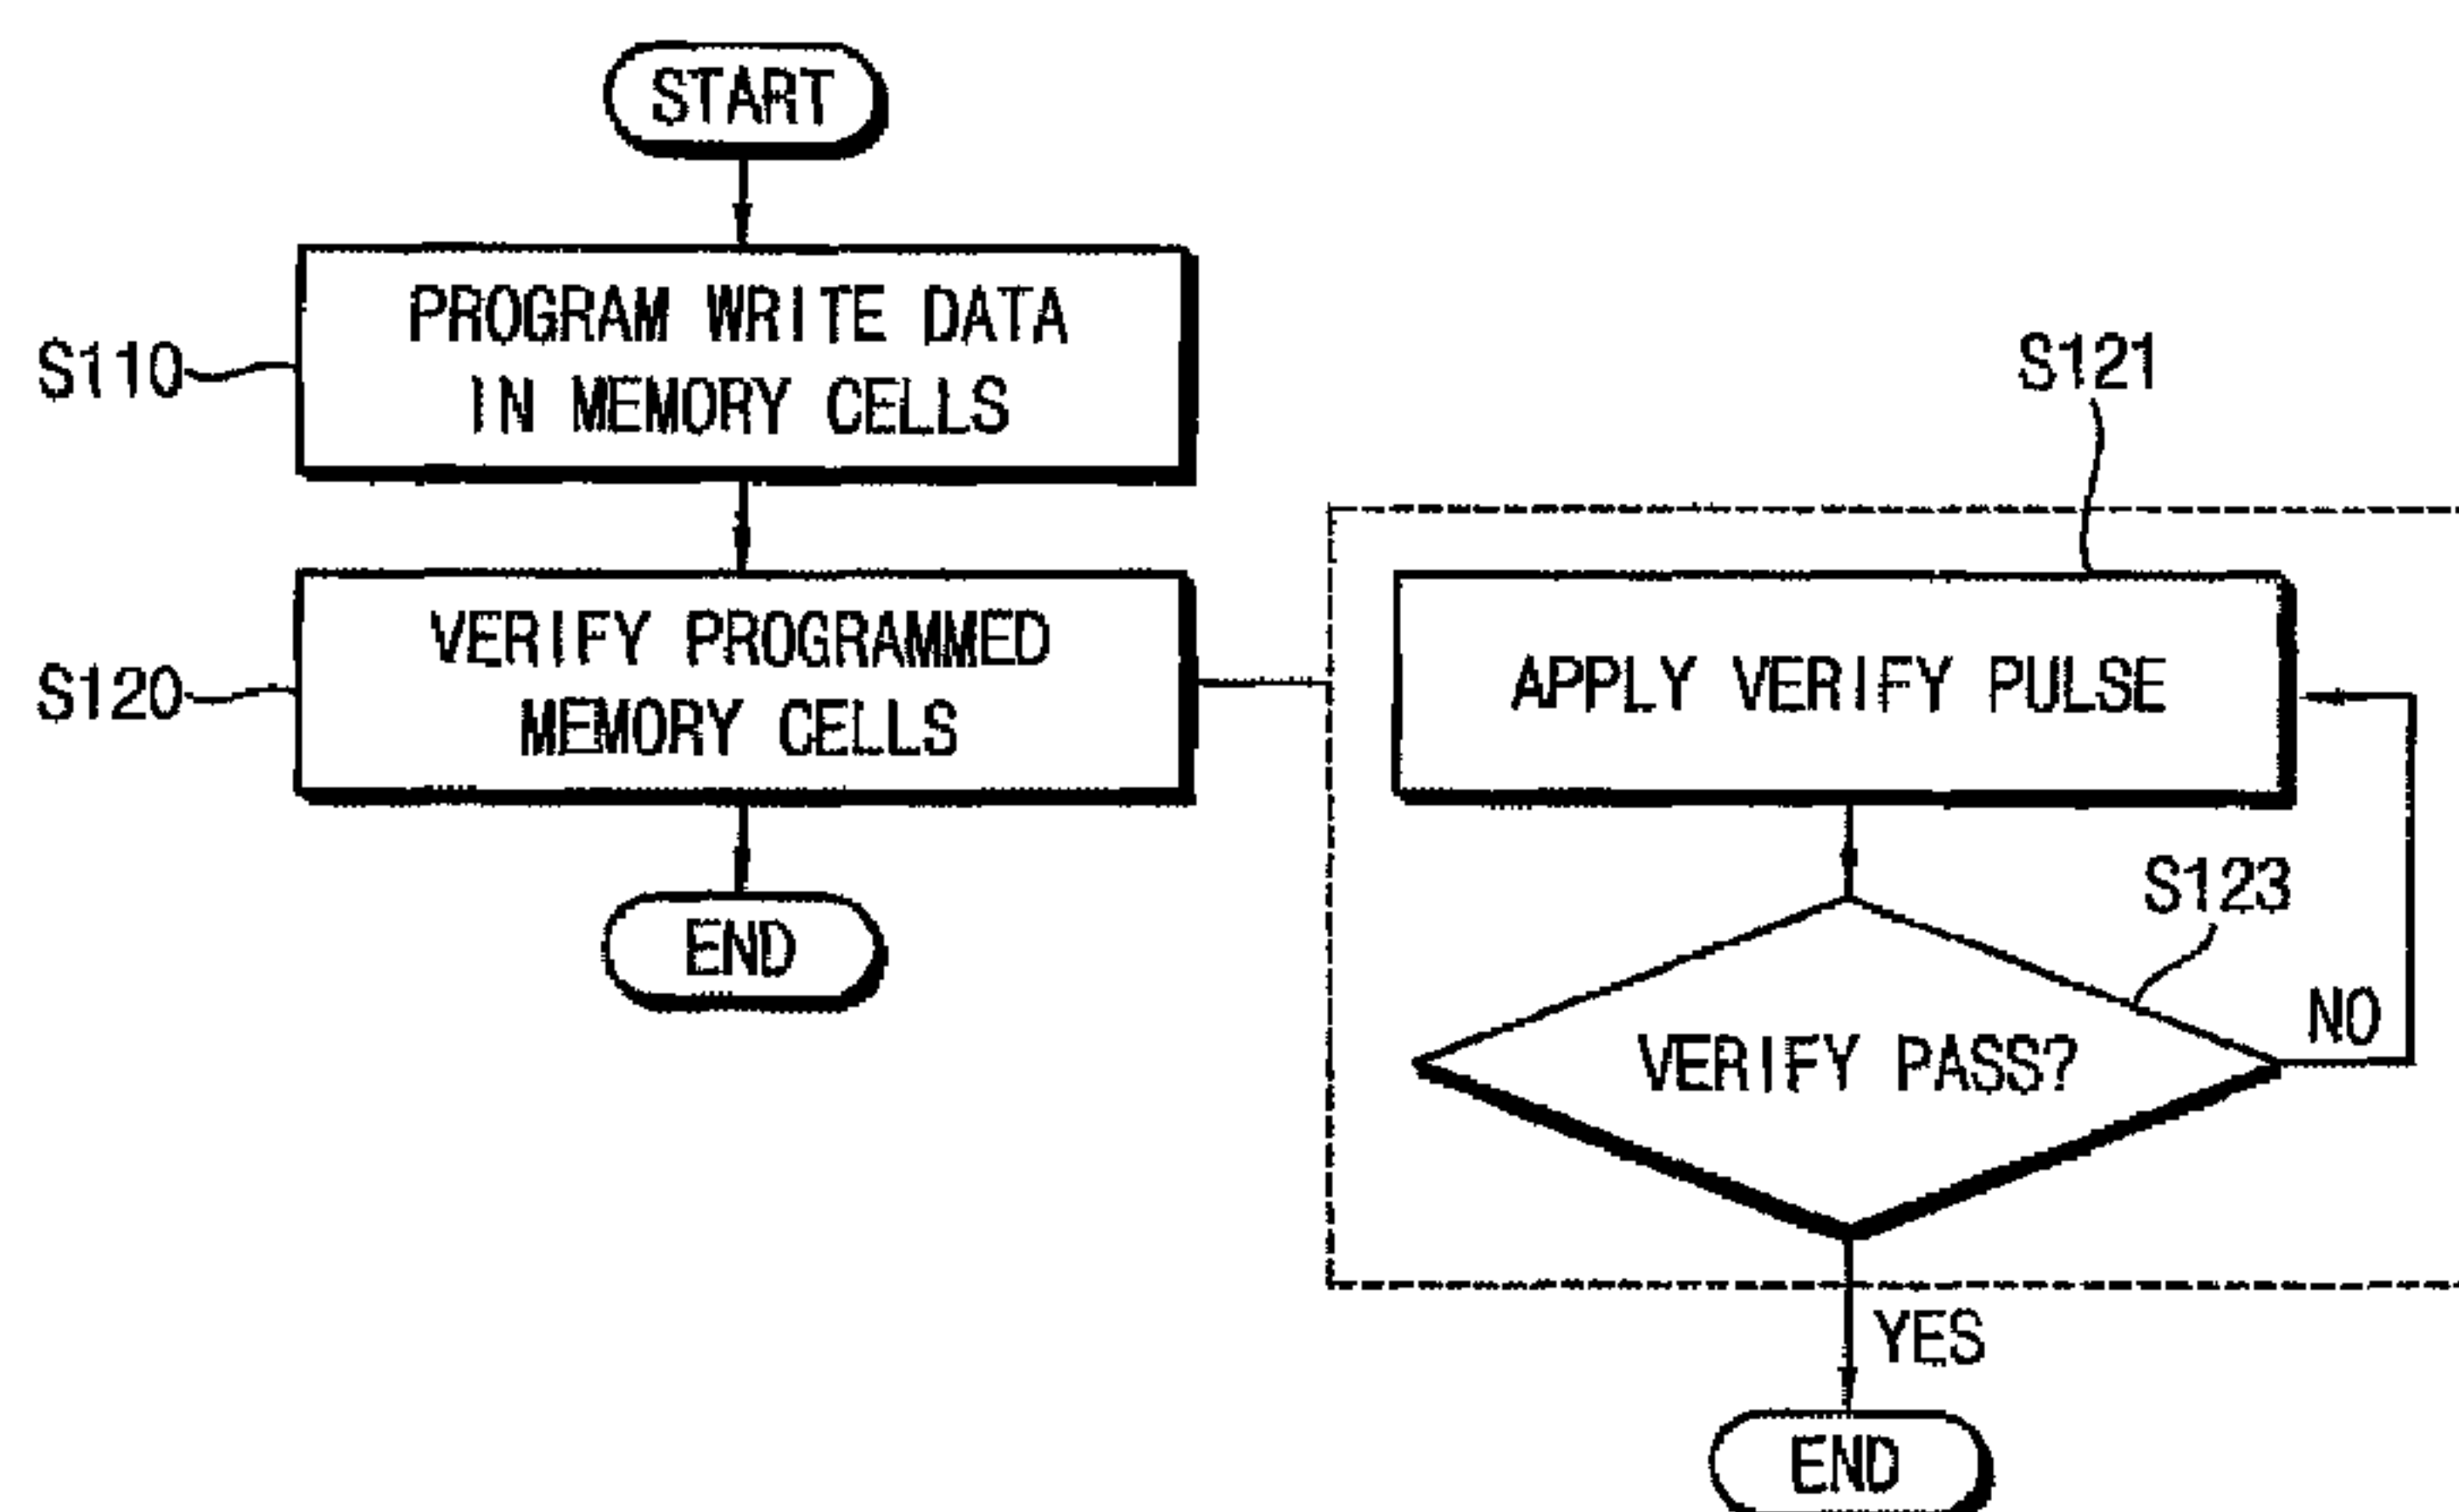 START
S110
PROGRAM WRITE DATA
IN MEMORY CELLS
S120
VERIFY PROGRAMMED
MEMORY CELLS
END
S121
APPLY VERIFY PULSE
S123
VERIFY PASS?
NO
YES
END